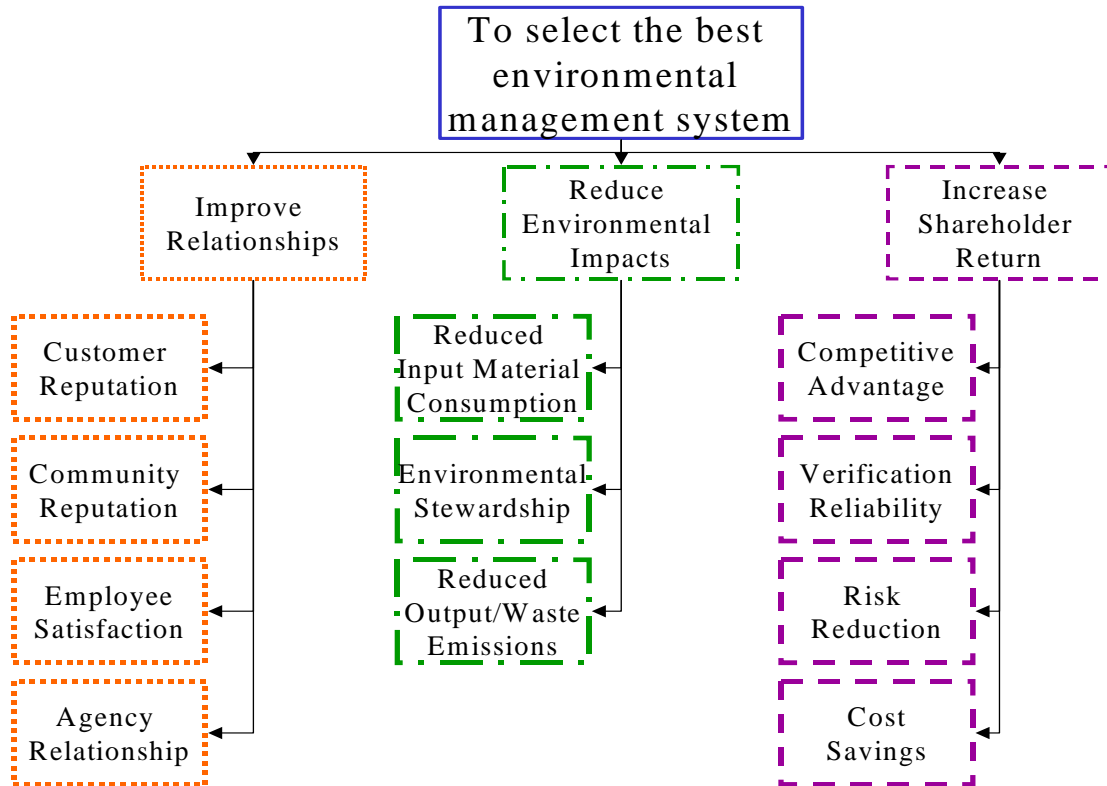 To select the best
environmental
management system
Improve
Relationships
Reduce
Environmental
Impacts
Increase
Shareholder
Return
Customer
Reputation
Community
Reputation
Employee
Satisfaction
Agency
Relationship
Reduced
Input Material
Consumption
Environmental
Stewardship
Reduced
Output/Waste
Emissions
Competitive
Advantage
Verification
Reliability
Risk
Reduction
Cost
Savings